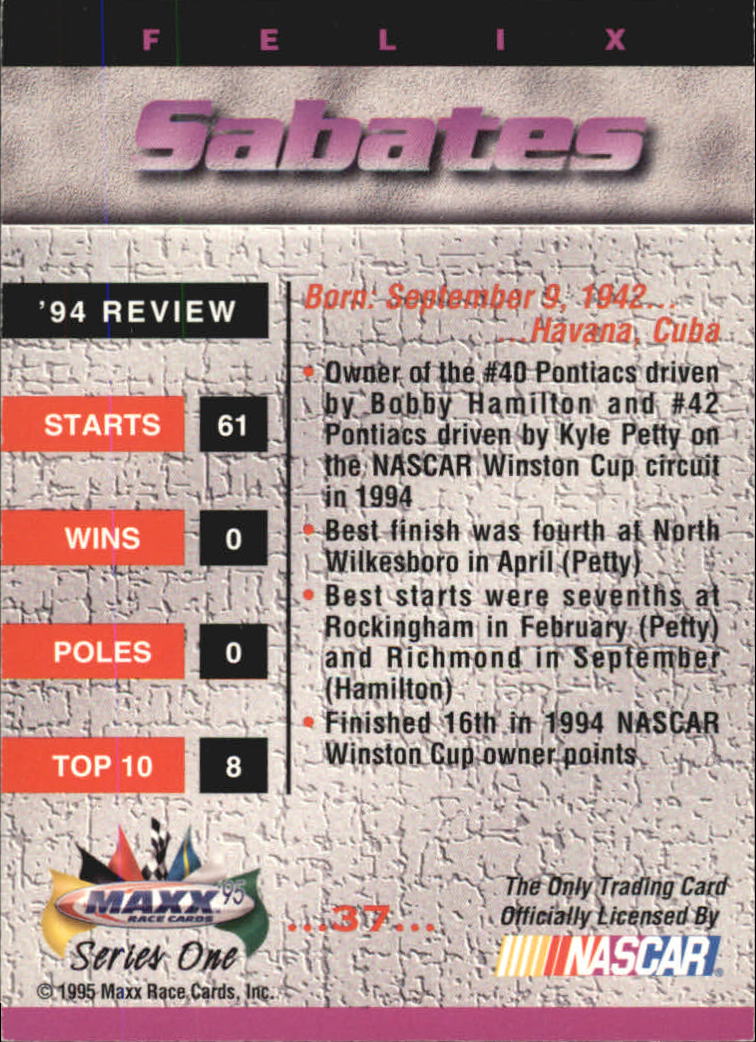 FELIX
Sabates
'94 REVIEW
STARTS 61
WINS 0
POLES 0
TOP 10 8
Born: September 9, 1942...
...Havana, Cuba
• Owner of the #40 Pontiacs driven
by Bobby Hamilton and #42
Pontiacs driven by Kyle Petty on
the NASCAR Winston Cup circuit
in 1994
• Best finish was fourth at North
Wilkesboro in April (Petty)
• Best starts were sevenths at
Rockingham in February (Petty)
and Richmond in September
(Hamilton)
• Finished 16th in 1994 NASCAR
Winston Cup owner points
MAXX '95
RACE CARDS
Series One
© 1995 Maxx Race Cards, Inc.
...37...
The Only Trading Card
Officially Licensed By
NASCAR®